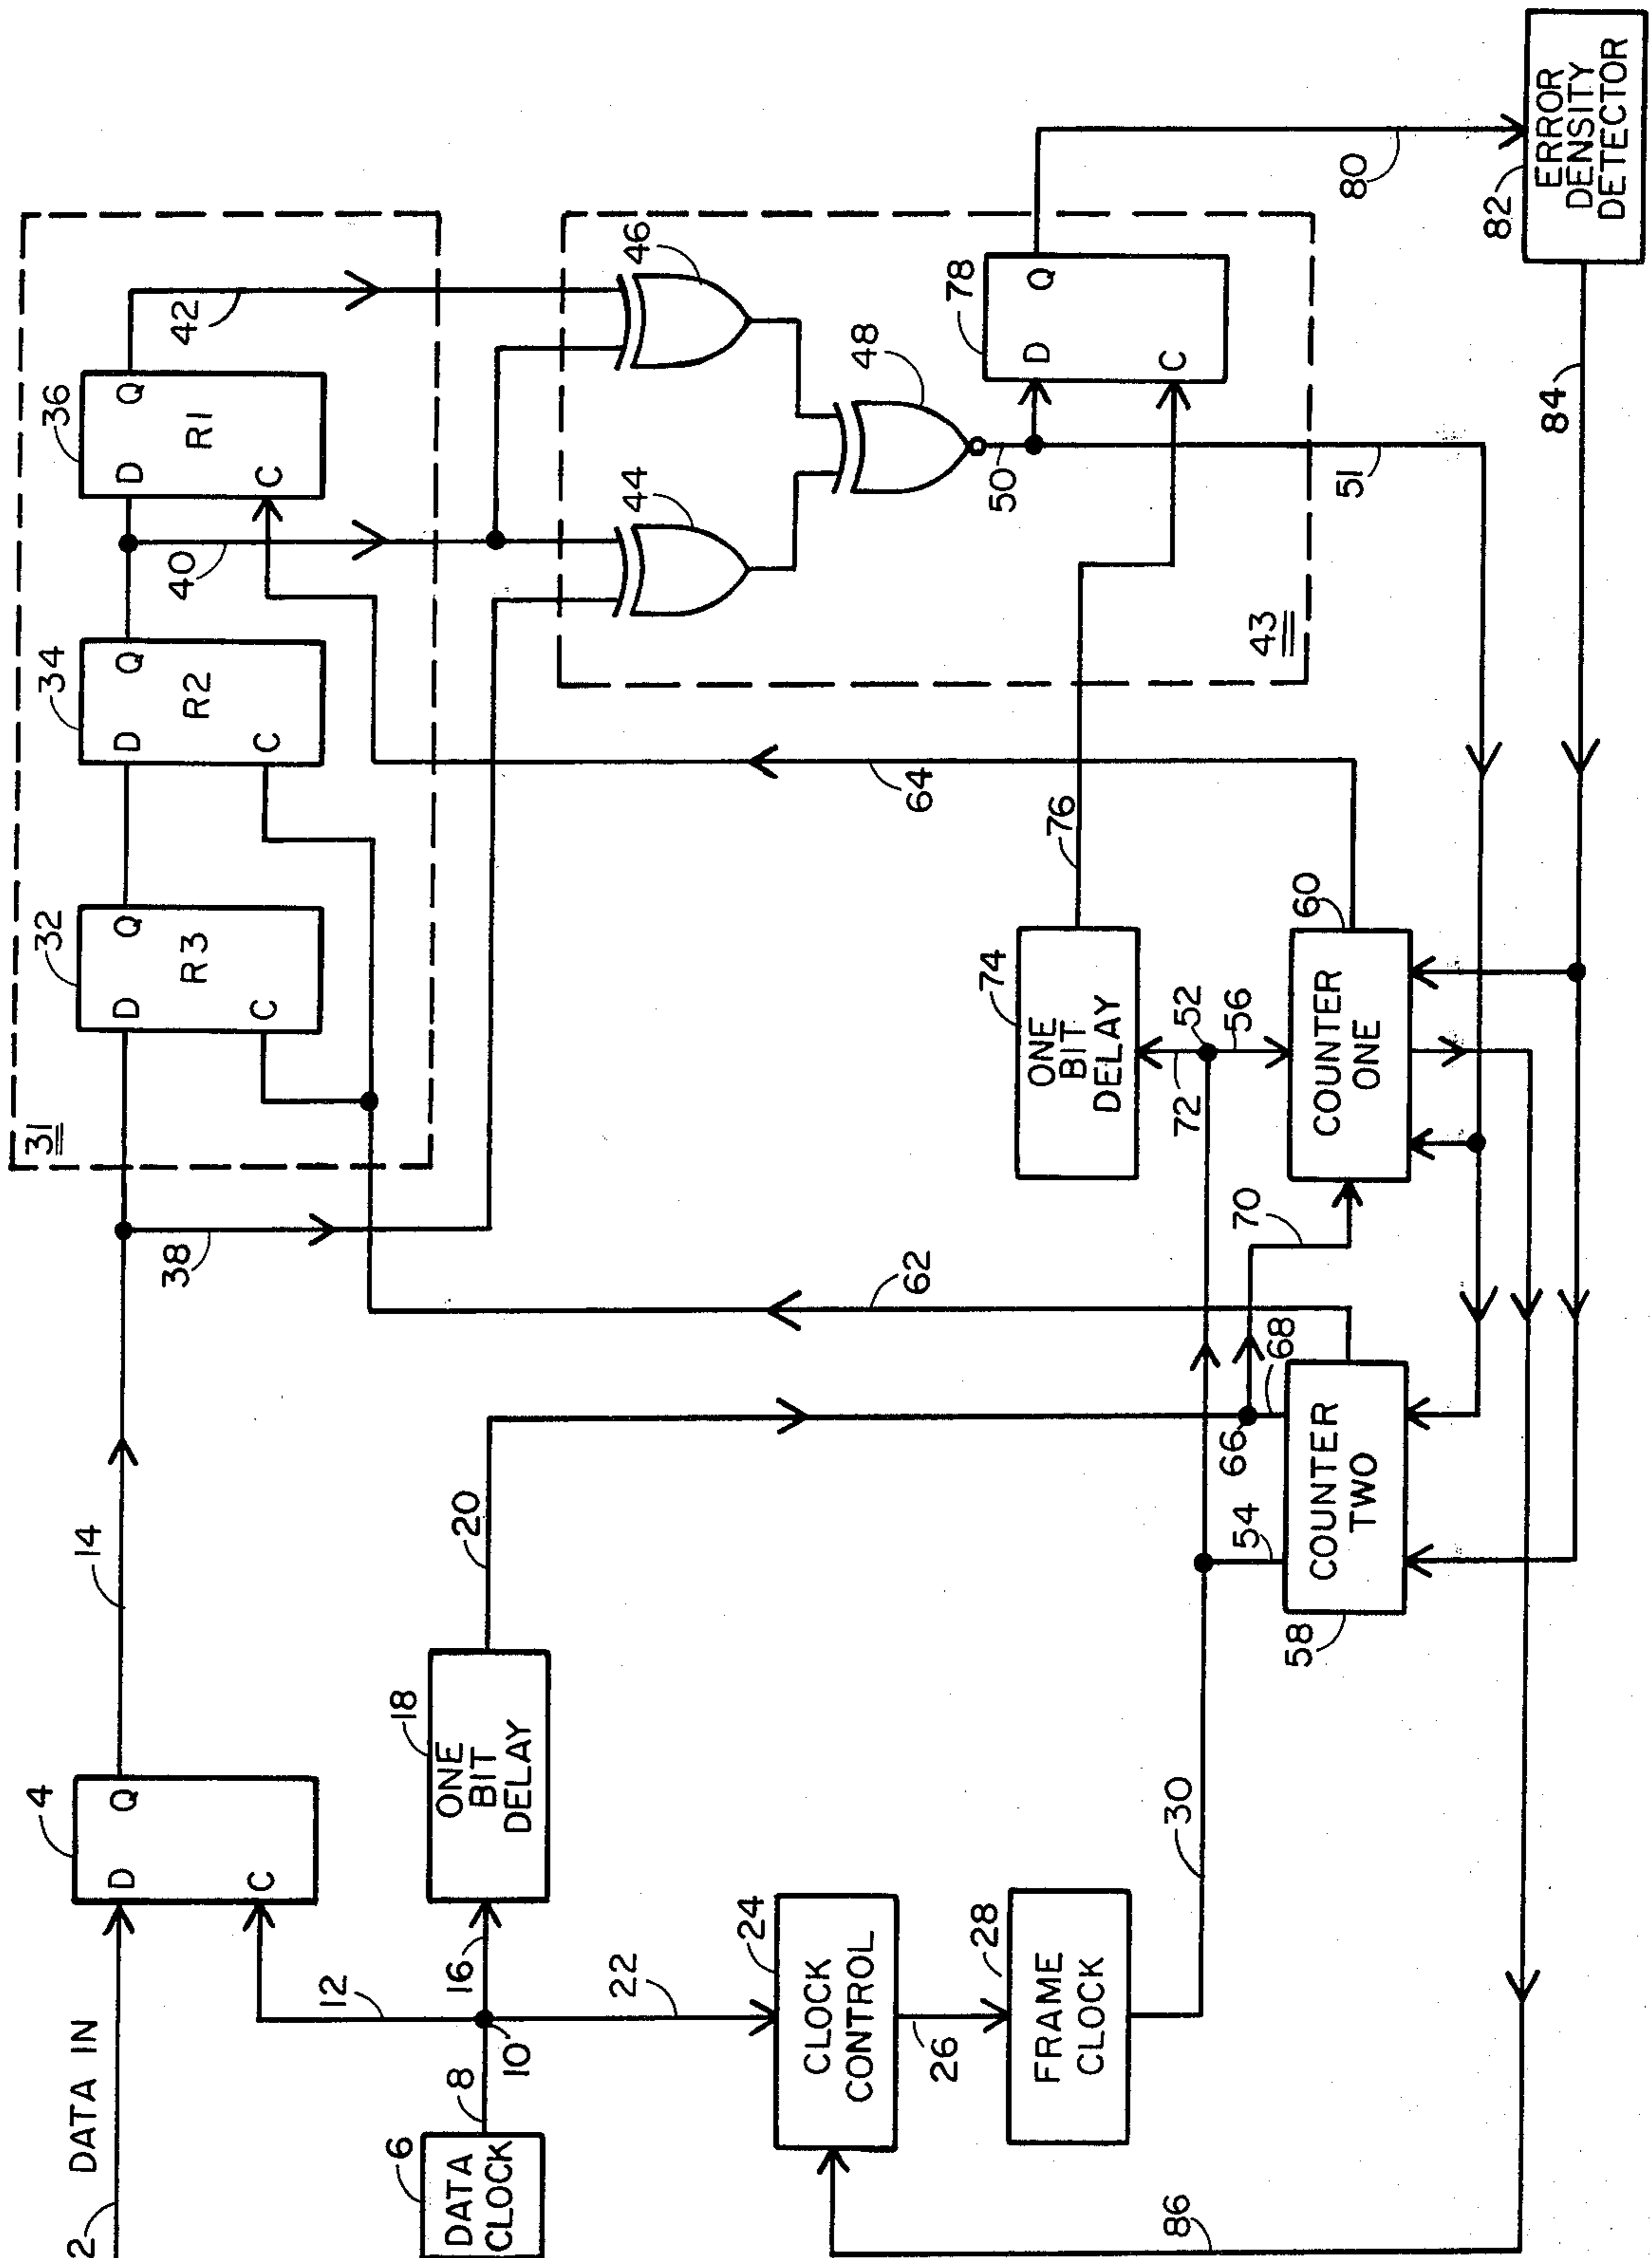 2
DATA IN
4
D
Q
C
14
38
31
32
D
Q
R3
C
34
D
Q
R2
C
36
D
Q
R1
C
40
42
6
DATA
CLOCK
8
10
12
16
18
ONE
BIT
DELAY
20
22
24
CLOCK
CONTROL
26
28
FRAME
CLOCK
30
43
44
46
48
50
51
78
D
Q
C
62
64
76
74
ONE
BIT
DELAY
72
52
56
70
66
68
54
58
COUNTER
TWO
60
COUNTER
ONE
80
82
ERROR
DENSITY
DETECTOR
84
86